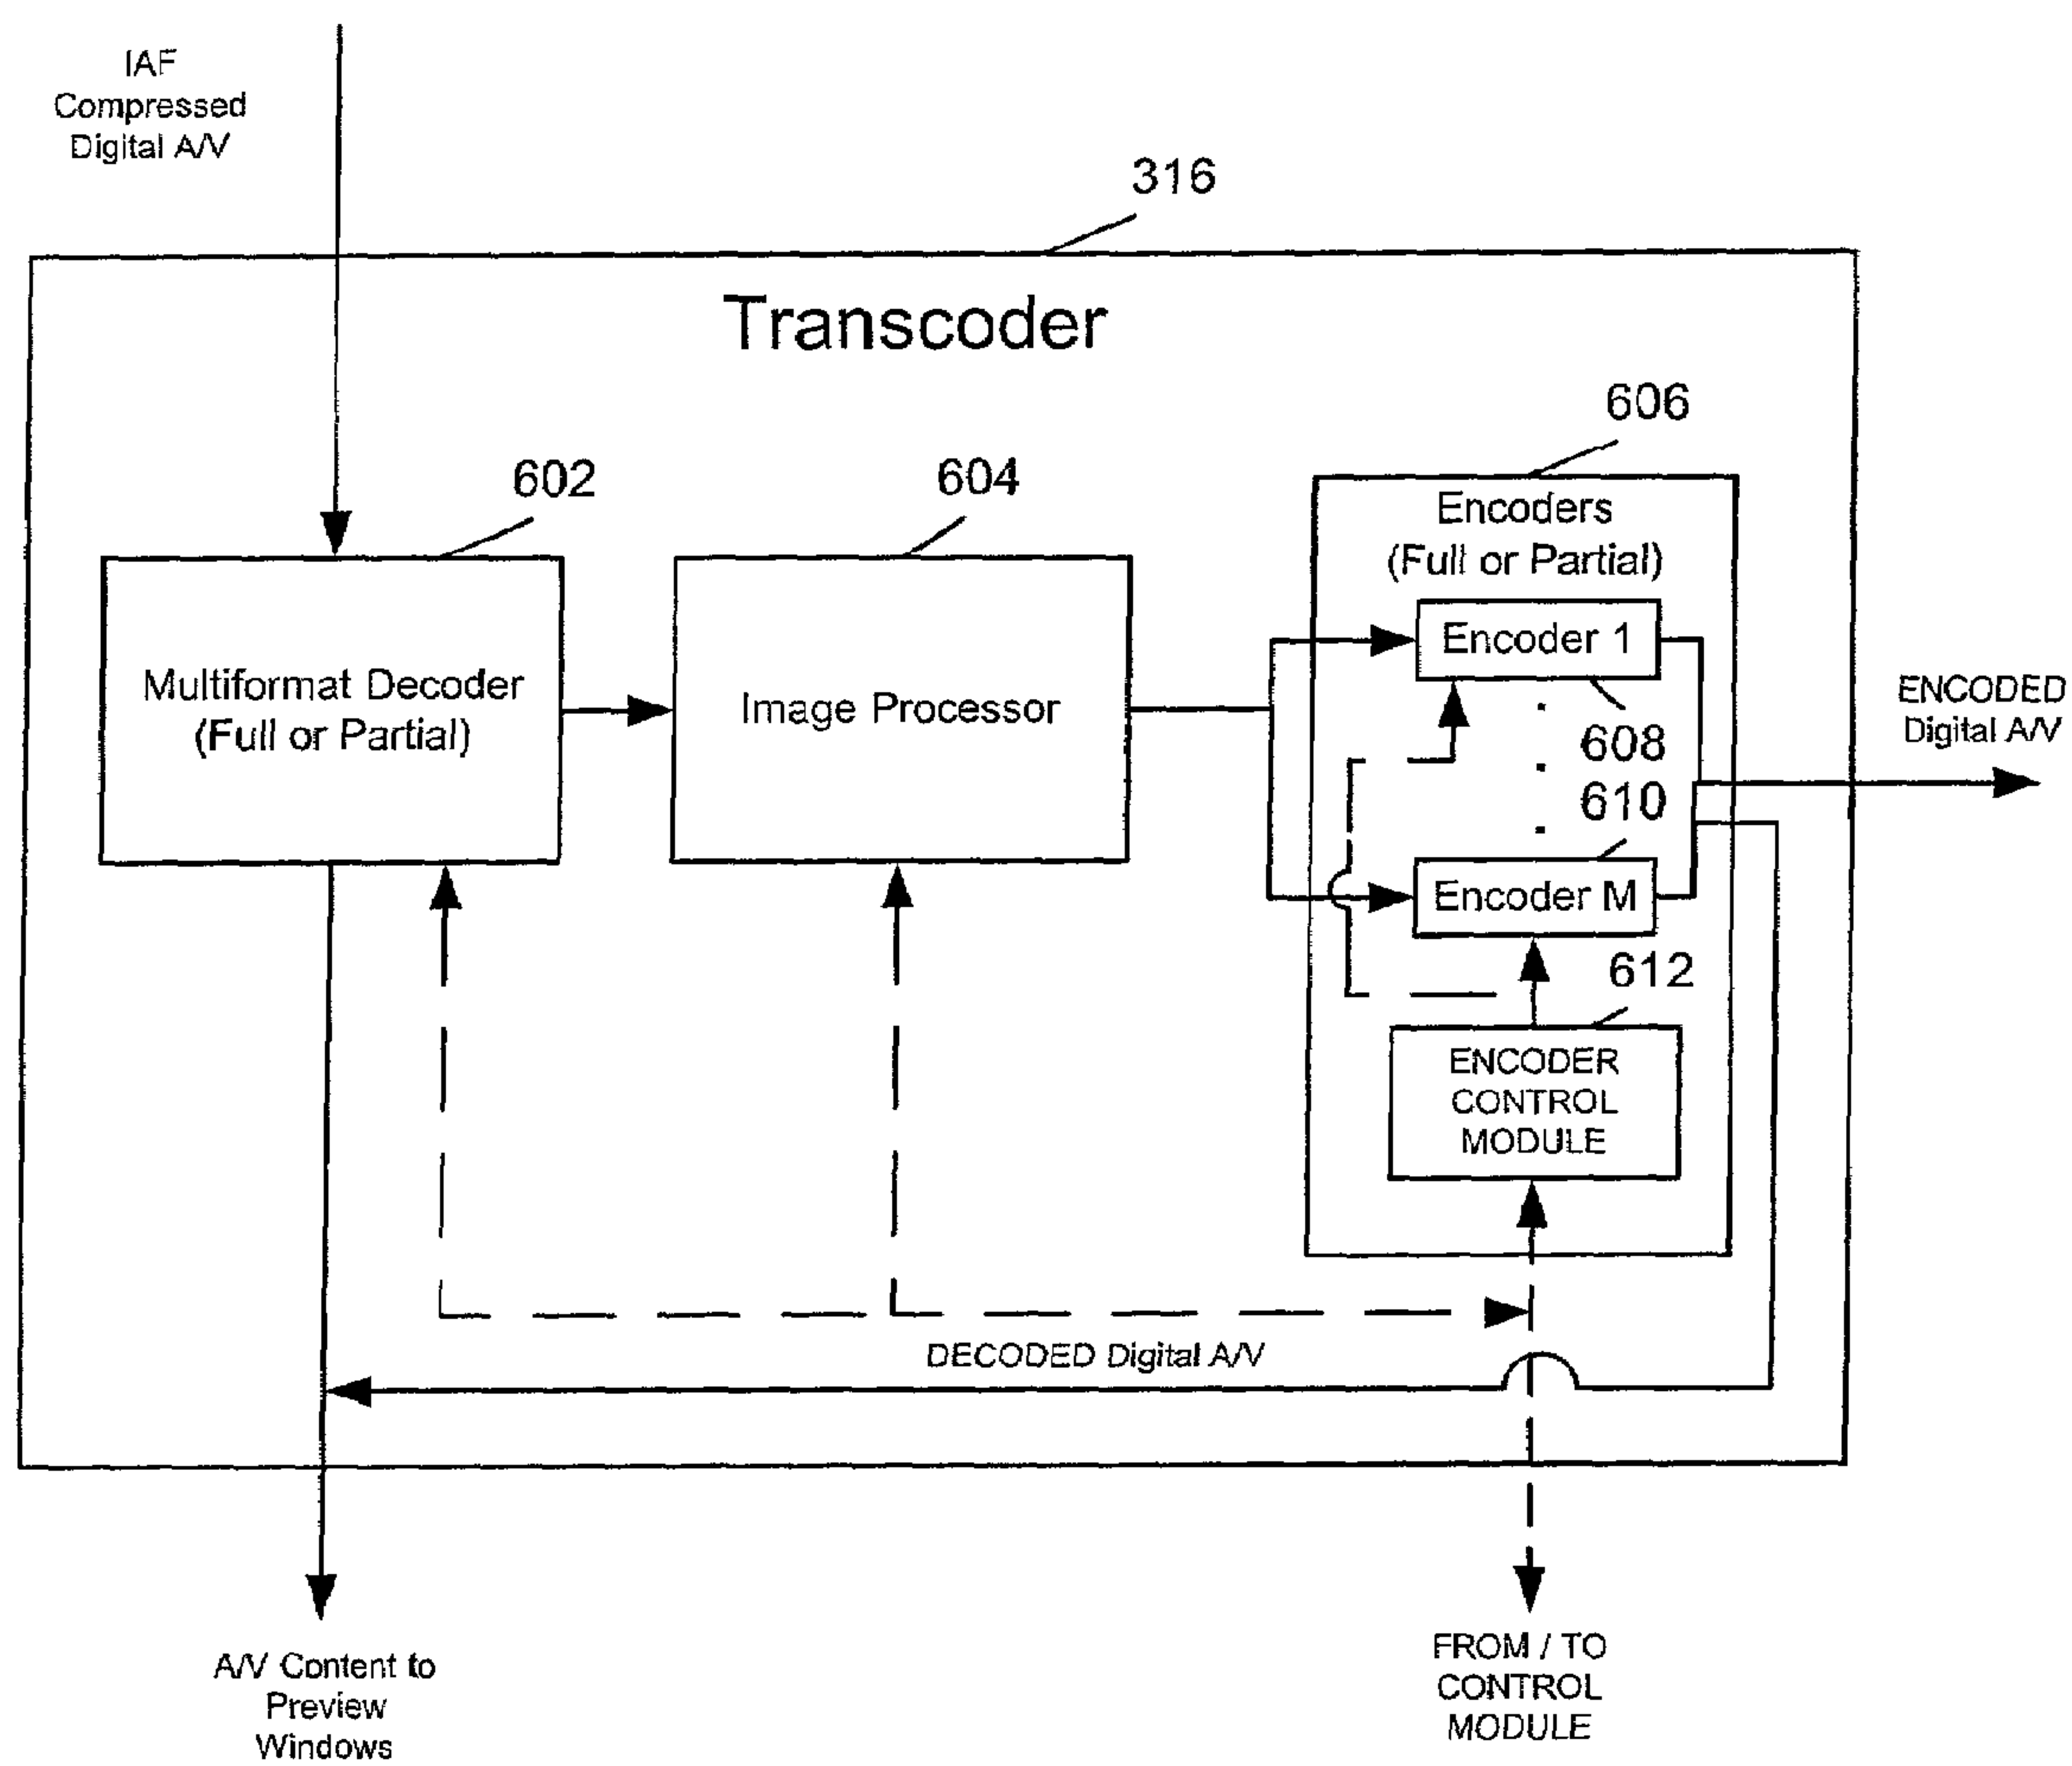 IAF
Compressed
Digital A/V
316
Transcoder
606
602
604
Encoders
(Full or Partial)
Encoder 1
Multiformat Decoder
(Full or Partial)
Image Processor
ENCODED
Digital A/V
608
610
Encoder M
612
ENCODER
CONTROL
MODULE
DECODED Digital A/V
A/V Content to
Preview
Windows
FROM / TO
CONTROL
MODULE